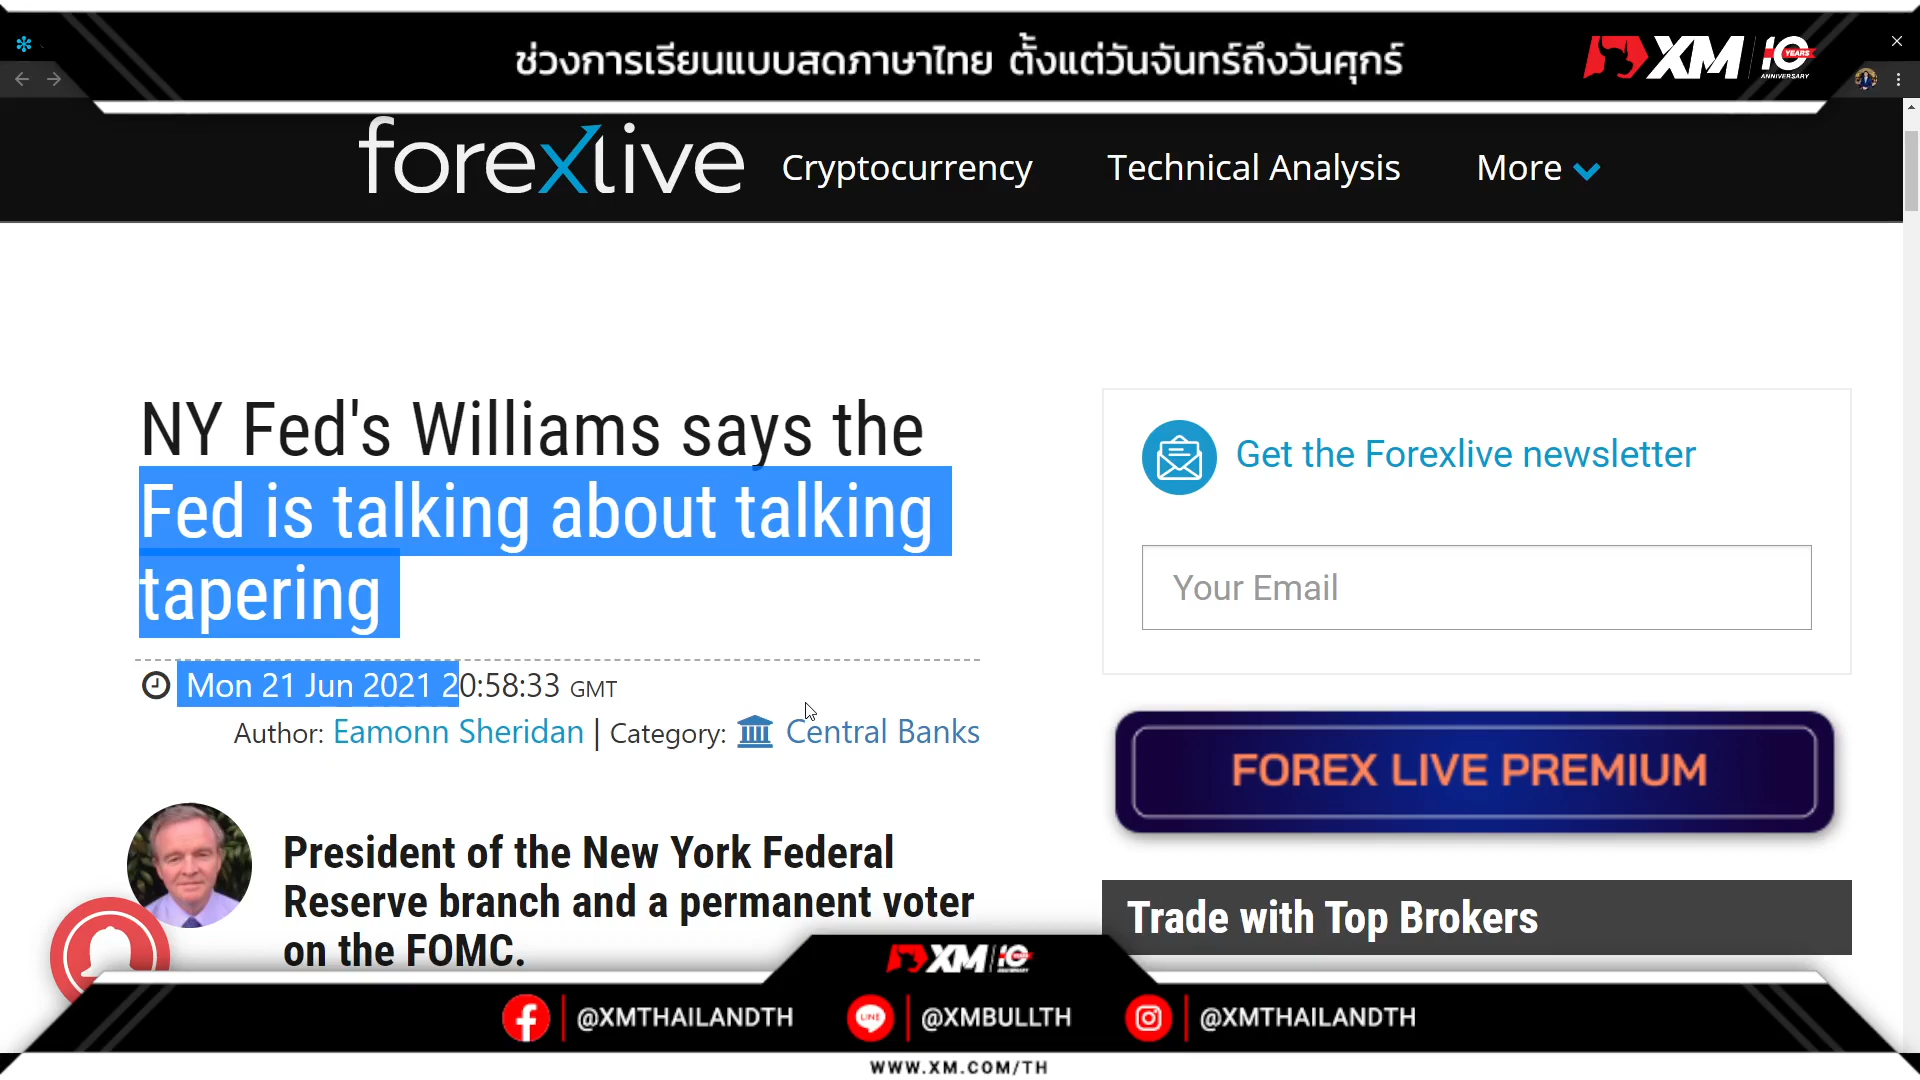 ช่วงการเรียนแบบสดภาษาไทย ตั้งแต่วันจันทร์ถึงวันศุกร์
XM 10 YEARS ANNIVERSARY
forexlive Cryptocurrency Technical Analysis More
NY Fed's Williams says the
Fed is talking about talking
tapering
Mon 21 Jun 2021 20:58:33 GMT
Author: Eamonn Sheridan | Category: Central Banks
President of the New York Federal
Reserve branch and a permanent voter
on the FOMC.
Get the Forexlive newsletter
Your Email
FOREX LIVE PREMIUM
Trade with Top Brokers
XM 10
@XMTHAILANDTH LINE @XMBULLTH @XMTHAILANDTH
WWW.XM.COM/TH